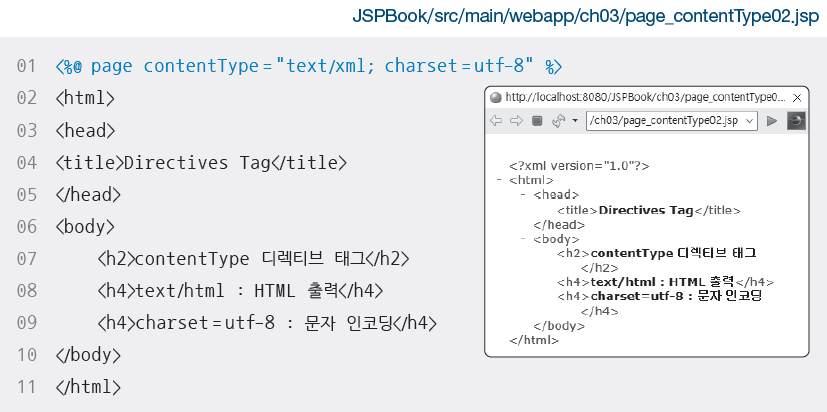 JSPBook/src/main/webapp/ch03/page_contentType02.jsp
01 <%@ page contentType="text/xml; charset=utf-8" %>
02 <html>
03 <head>
04 <title>Directives Tag</title>
05 </head>
06 <body>
07 <h2>contentType 디렉티브 태그</h2>
08 <h4>text/html : HTML 출력</h4>
09 <h4>charset=utf-8 : 문자 인코딩</h4>
10 </body>
11 </html>
http://localhost:8080/JSPBook/ch03/page_contentType0...
/ch03/page_contentType02.jsp
<?xml version="1.0"?>
- <html>
- <head>
<title>Directives Tag</title>
</head>
- <body>
<h2>contentType 디렉티브 태그
</h2>
<h4>text/html : HTML 출력</h4>
<h4>charset=utf-8 : 문자 인코딩
</h4>
</body>
</html>